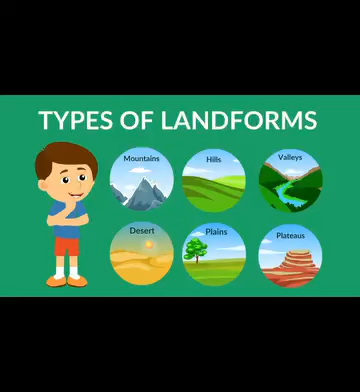 TYPES OF LANDFORMS
Mountains
Hills
Valleys
Desert
Plains
Plateaus